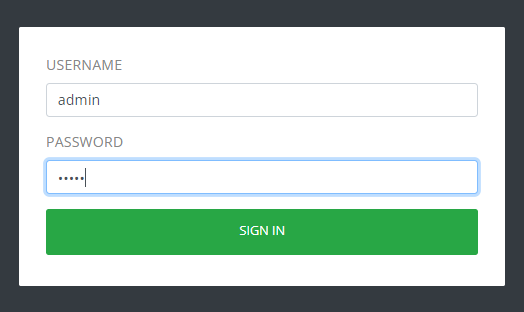 USERNAME
admin
PASSWORD
•••••
SIGN IN